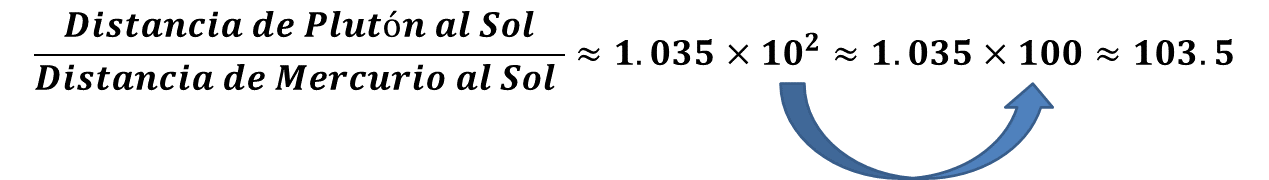 Distancia de Plutón al Sol
Distancia de Mercurio al Sol ≈ 1.035 × 10² ≈ 1.035 × 100 ≈ 103.5